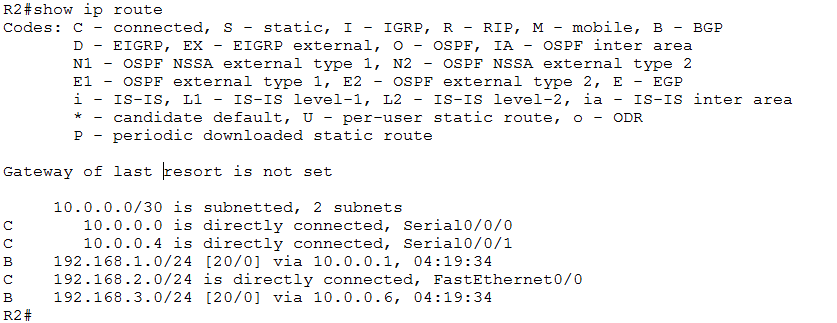 R2#show ip route
Codes: C - connected, S - static, I - IGRP, R - RIP, M - mobile, B - BGP
       D - EIGRP, EX - EIGRP external, O - OSPF, IA - OSPF inter area
       N1 - OSPF NSSA external type 1, N2 - OSPF NSSA external type 2
       E1 - OSPF external type 1, E2 - OSPF external type 2, E - EGP
       i - IS-IS, L1 - IS-IS level-1, L2 - IS-IS level-2, ia - IS-IS inter area
       * - candidate default, U - per-user static route, o - ODR
       P - periodic downloaded static route
Gateway of last resort is not set
     10.0.0.0/30 is subnetted, 2 subnets
C       10.0.0.0 is directly connected, Serial0/0/0
C       10.0.0.4 is directly connected, Serial0/0/1
B    192.168.1.0/24 [20/0] via 10.0.0.1, 04:19:34
C    192.168.2.0/24 is directly connected, FastEthernet0/0
B    192.168.3.0/24 [20/0] via 10.0.0.6, 04:19:34
R2#